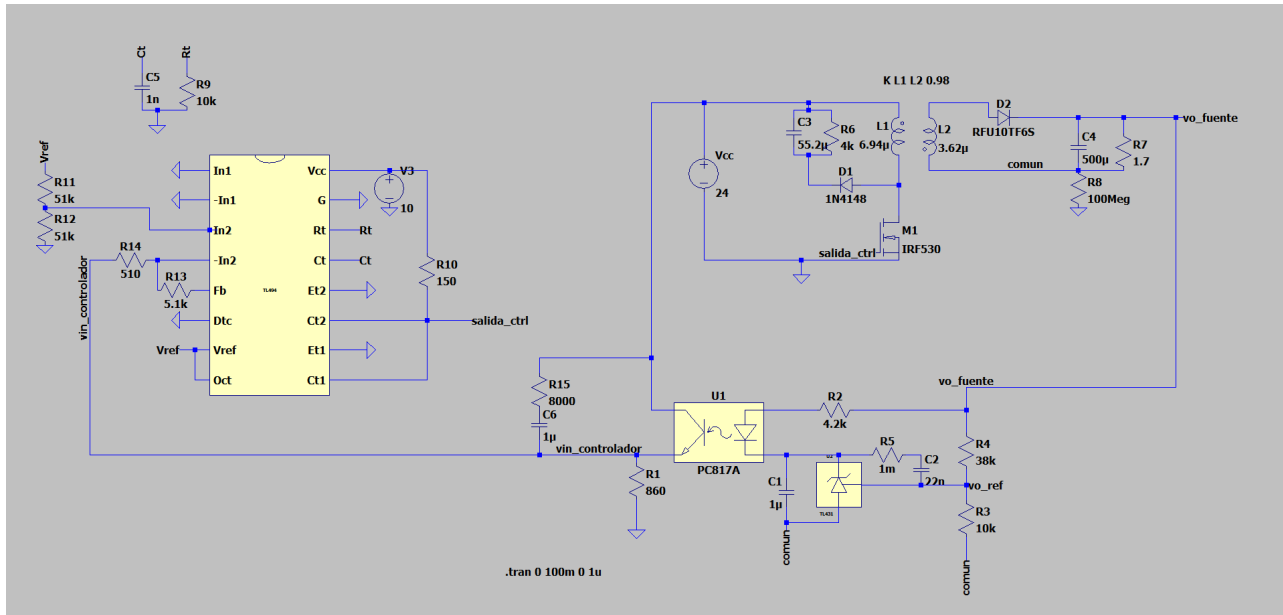 Ct
Rt
C5
1n
R9
10k
K L1 L2 0.98
D2
RFU10TF6S
vo_fuente
C3
55.2µ
R6
4k
L1
6.94µ
L2
3.62µ
C4
500µ
R7
1.7
comun
R8
100Meg
Vcc
24
D1
1N4148
M1
IRF530
salida_ctrl
Vref
R11
51k
R12
51k
In1
-In1
In2
-In2
Fb
Dtc
Vref
Oct
Vcc
G
Rt
Ct
Et2
Ct2
Et1
Ct1
TL494
V3
10
Rt
Ct
R10
150
salida_ctrl
R14
510
R13
5.1k
Vref
vin_controlador
R15
8000
C6
1µ
vin_controlador
R1
860
U1
PC817A
R2
4.2k
vo_fuente
R4
38k
R5
1m
C2
22n
vo_ref
R3
10k
C1
1µ
TL431
comun
comun
.tran 0 100m 0 1u